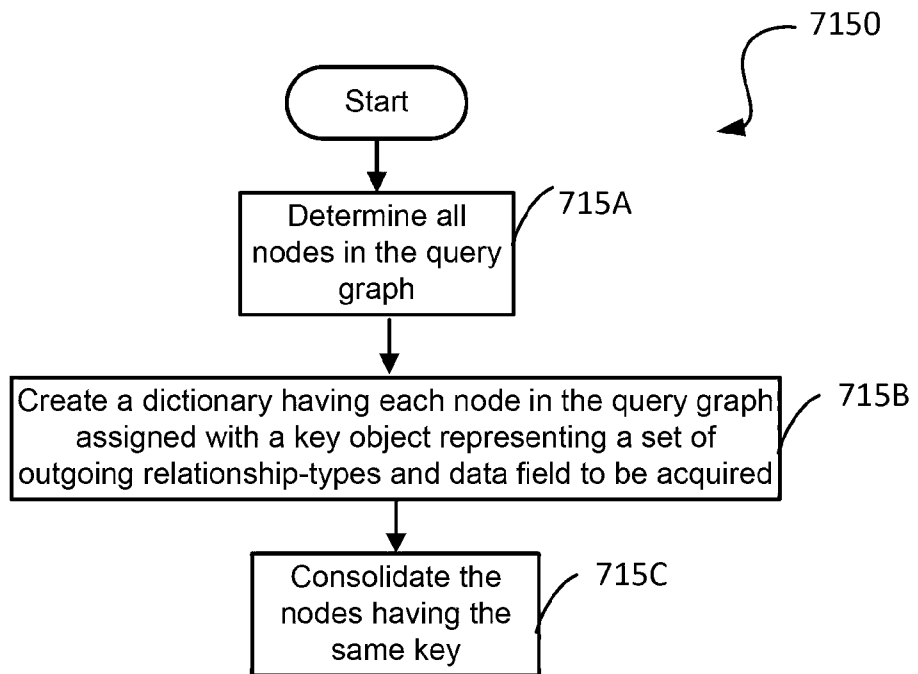 7150
Start
715A
Determine all
nodes in the query
graph
715B
Create a dictionary having each node in the query graph
assigned with a key object representing a set of
outgoing relationship-types and data field to be acquired
715C
Consolidate the
nodes having the
same key